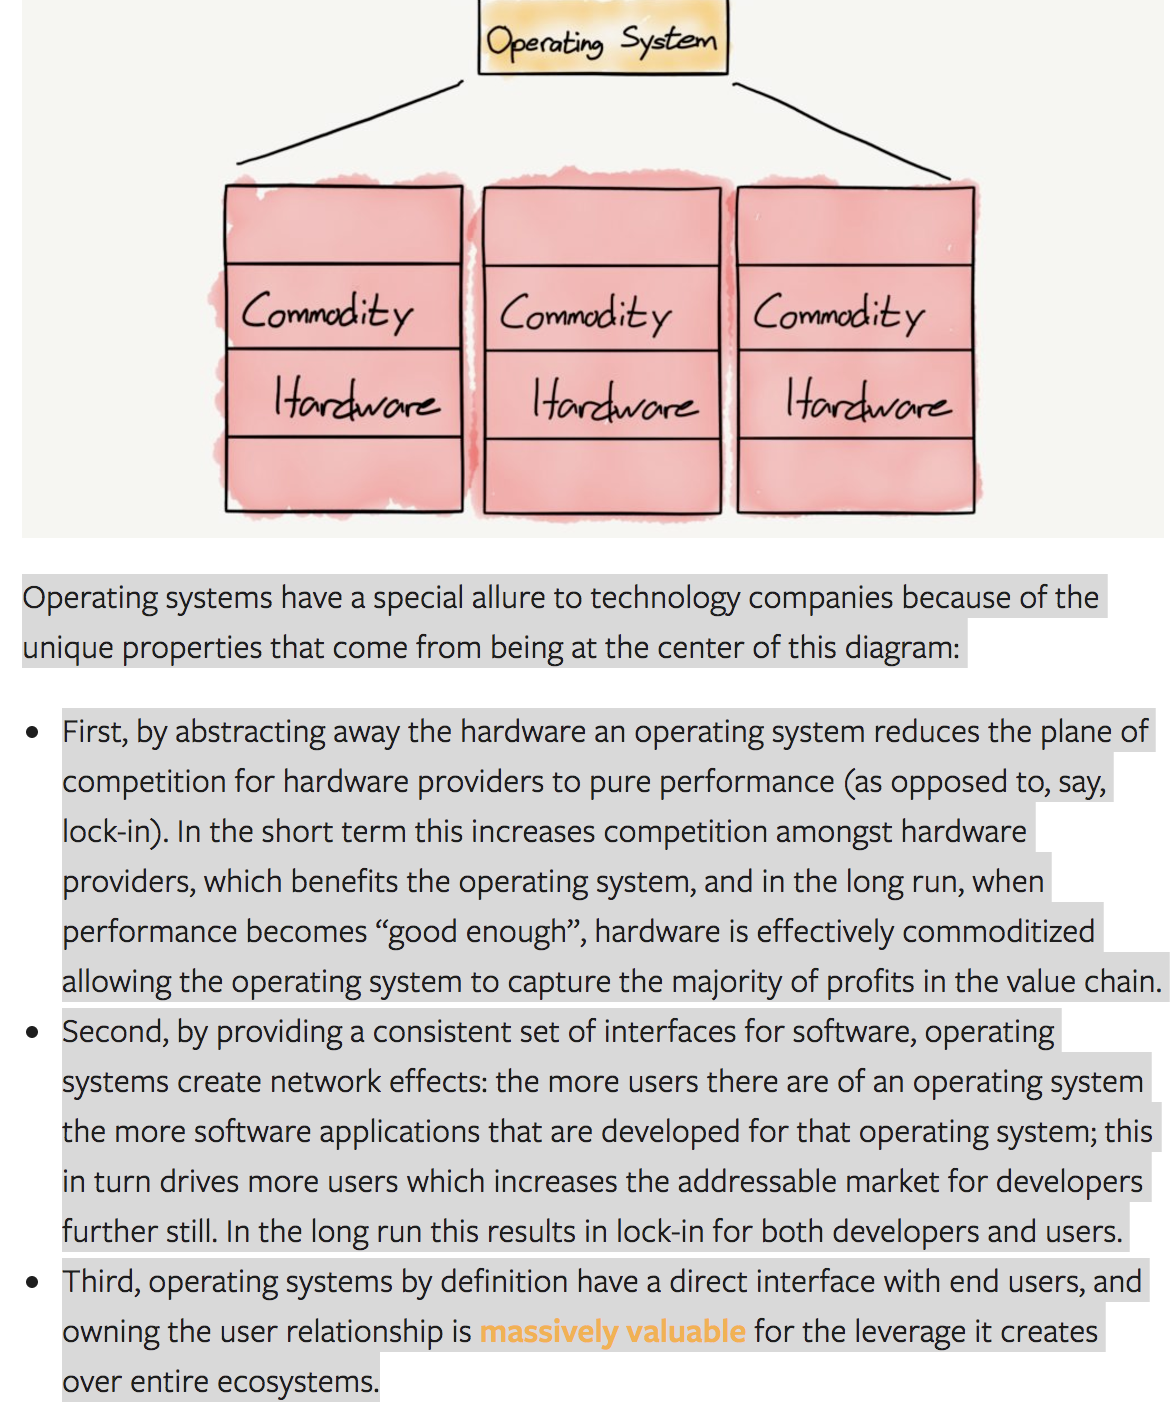 Operating System
Commodity Commodity Commodity
Hardware Hardware Hardware
Operating systems have a special allure to technology companies because of the
unique properties that come from being at the center of this diagram:
• First, by abstracting away the hardware an operating system reduces the plane of
competition for hardware providers to pure performance (as opposed to, say,
lock-in). In the short term this increases competition amongst hardware
providers, which benefits the operating system, and in the long run, when
performance becomes “good enough”, hardware is effectively commoditized
allowing the operating system to capture the majority of profits in the value chain.
• Second, by providing a consistent set of interfaces for software, operating
systems create network effects: the more users there are of an operating system
the more software applications that are developed for that operating system; this
in turn drives more users which increases the addressable market for developers
further still. In the long run this results in lock-in for both developers and users.
• Third, operating systems by definition have a direct interface with end users, and
owning the user relationship is massively valuable for the leverage it creates
over entire ecosystems.